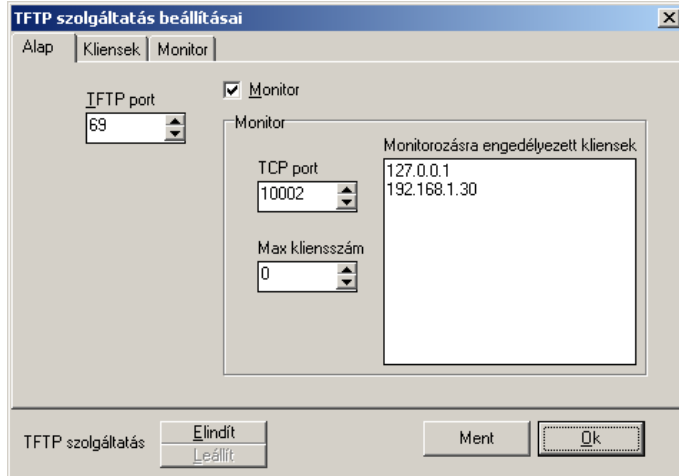 TFTP szolgáltatás beállításai
Alap Kliensek Monitor
TFTP port
69
Monitor
Monitor
TCP port
10002
Max kliensszám
0
Monitorozásra engedélyezett kliensek
127.0.0.1
192.168.1.30
TFTP szolgáltatás
Elindít
Leállít
Ment
Ok